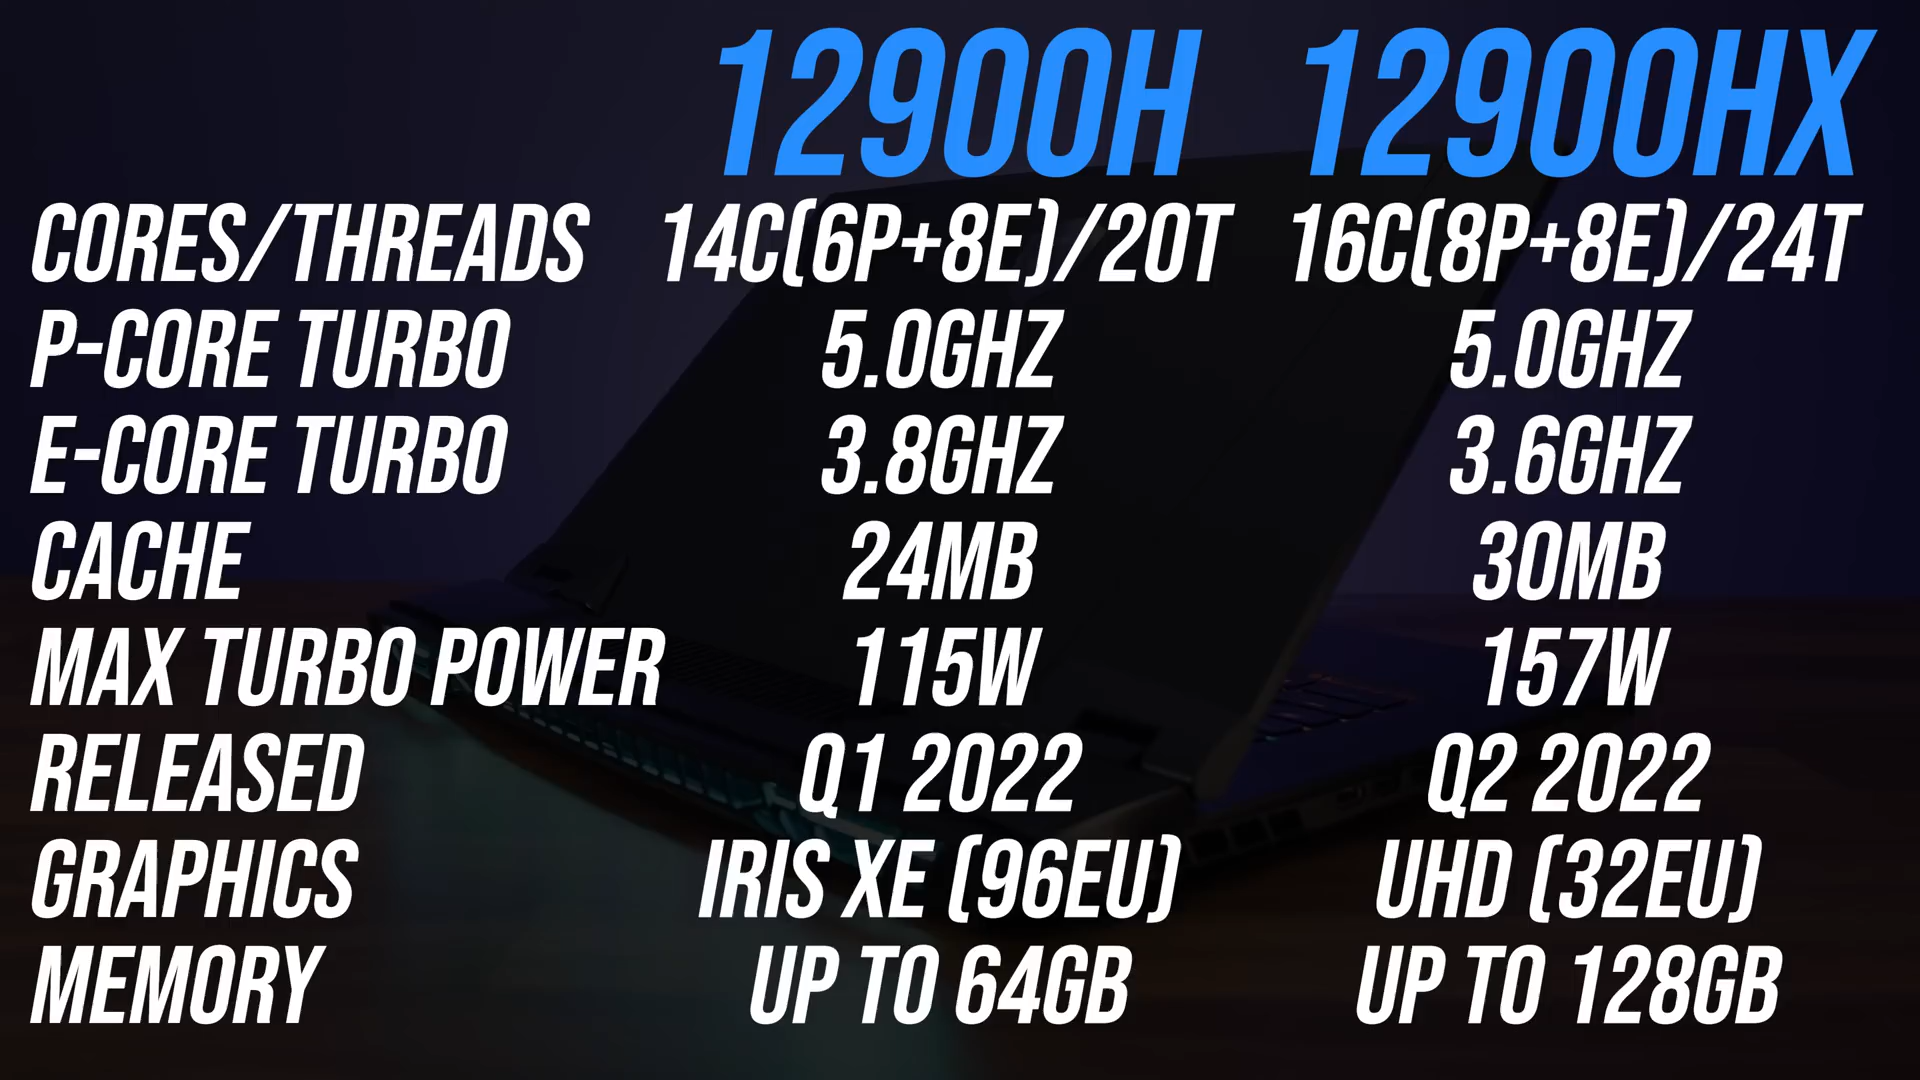 12900H 12900HX
CORES/THREADS 14C(6P+8E)/20T 16C(8P+8E)/24T
P-CORE TURBO 5.0GHZ 5.0GHZ
E-CORE TURBO 3.8GHZ 3.6GHZ
CACHE 24MB 30MB
MAX TURBO POWER 115W 157W
RELEASED Q1 2022 Q2 2022
GRAPHICS IRIS XE (96EU) UHD (32EU)
MEMORY UP TO 64GB UP TO 128GB